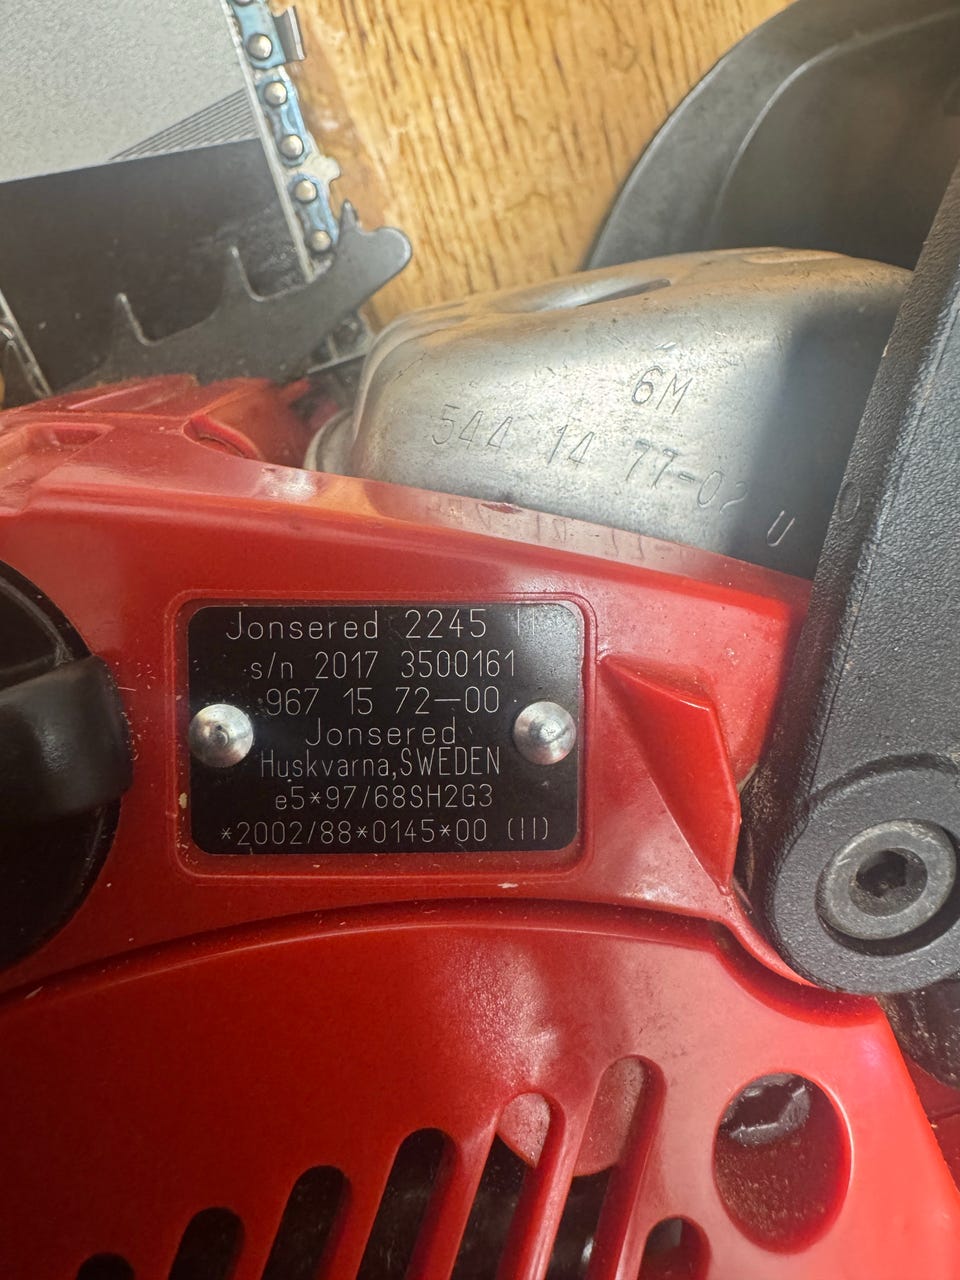 6M
544 14 77-02 U
Jonsered 2245 II
s/n 2017 3500161
967 15 72-00
Jonsered
Huskvarna,SWEDEN
e5*97/68SH2G3
*2002/88*0145*00 (II)